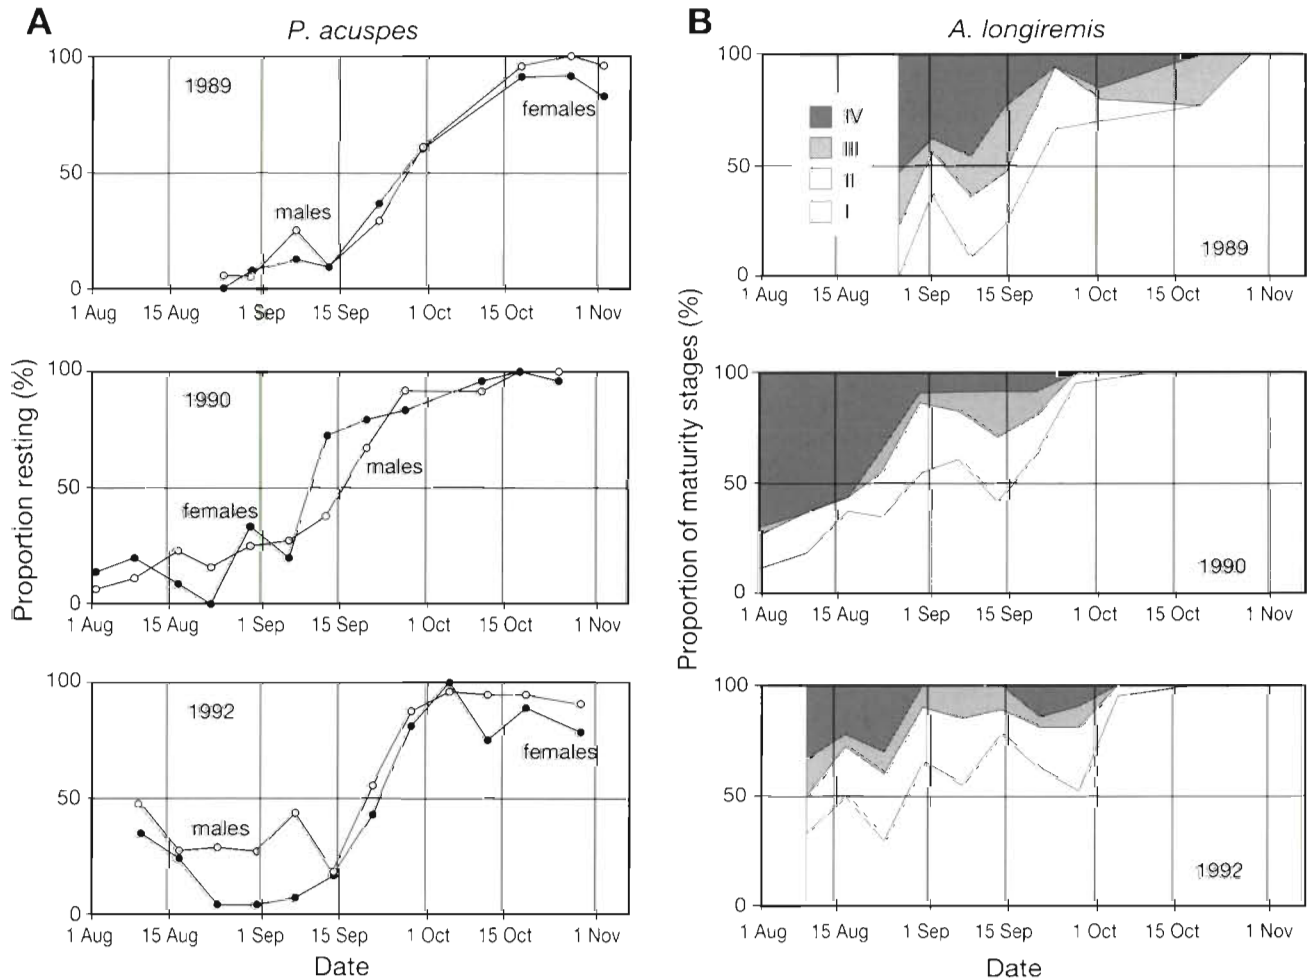 A
P. acuspes
100
50
0
1989
males
females
1 Aug 15 Aug 1 Sep 15 Sep 1 Oct 15 Oct 1 Nov
Proportion resting (%)
100
50
0
1990
females
males
1 Aug 15 Aug 1 Sep 15 Sep 1 Oct 15 Oct 1 Nov
100
50
0
1992
males
females
1 Aug 15 Aug 1 Sep 15 Sep 1 Oct 15 Oct 1 Nov
Date
B
A. longiremis
100
50
0
IV
III
II
I
1989
1 Aug 15 Aug 1 Sep 15 Sep 1 Oct 15 Oct 1 Nov
Proportion of maturity stages (%)
100
50
0
1990
1 Aug 15 Aug 1 Sep 15 Sep 1 Oct 15 Oct 1 Nov
100
50
0
1992
1 Aug 15 Aug 1 Sep 15 Sep 1 Oct 15 Oct 1 Nov
Date